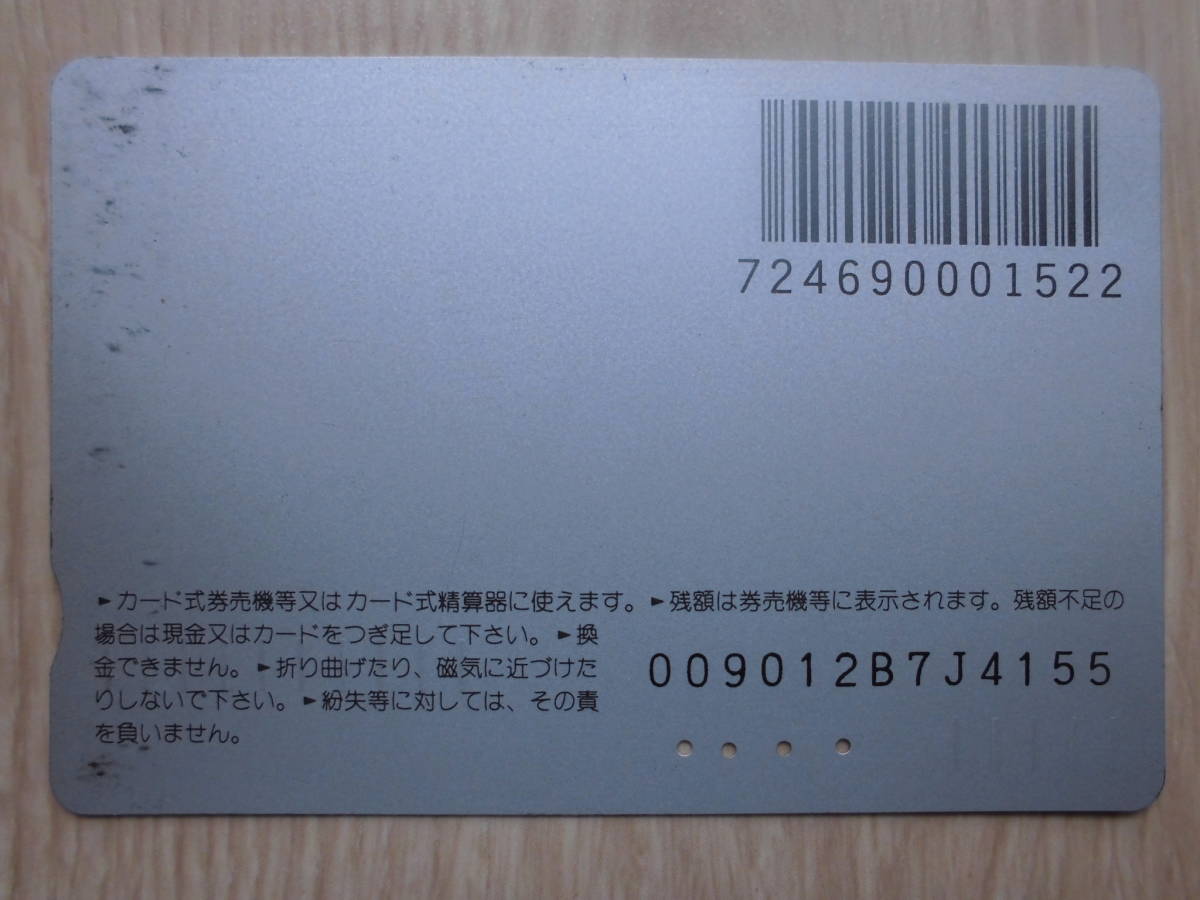 724690001522
►カード式券売機等又はカード式精算器に使えます。►残額は券売機等に表示されます。残額不足の
場合は現金又はカードをつぎ足して下さい。►換
金できません。►折り曲げたり、磁気に近づけた
りしないで下さい。►紛失等に対しては、その責
を負いません。
009012B7J4155